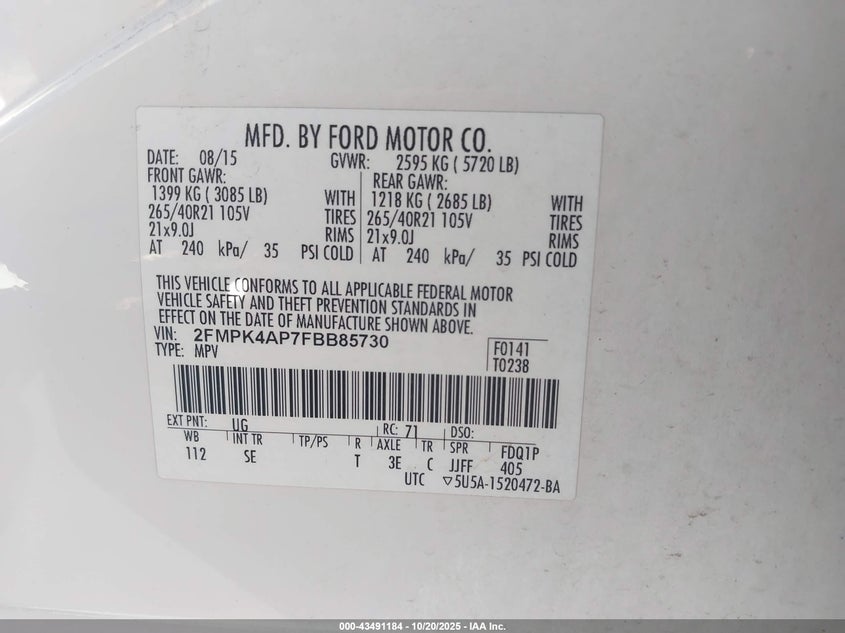 MFD. BY FORD MOTOR CO.
DATE: 08/15 GVWR: 2595 KG ( 5720 LB)
FRONT GAWR: REAR GAWR:
1399 KG ( 3085 LB) WITH 1218 KG ( 2685 LB) WITH
265/40R21 105V TIRES 265/40R21 105V TIRES
21x9.0J RIMS 21x9.0J RIMS
AT 240 kPa/ 35 PSI COLD AT 240 kPa/ 35 PSI COLD
THIS VEHICLE CONFORMS TO ALL APPLICABLE FEDERAL MOTOR
VEHICLE SAFETY AND THEFT PREVENTION STANDARDS IN
EFFECT ON THE DATE OF MANUFACTURE SHOWN ABOVE.
VIN: 2FMPK4AP7FBB85730 F0141
TYPE: MPV T0238
EXT PNT: UG RC: 71 DSO:
WB INT TR TP/PS R AXLE TR SPR FDQ1P
112 SE T 3E C JJFF 405
UTC ▽5U5A-1520472-BA
000-43491184 - 10/20/2025 - IAA Inc.